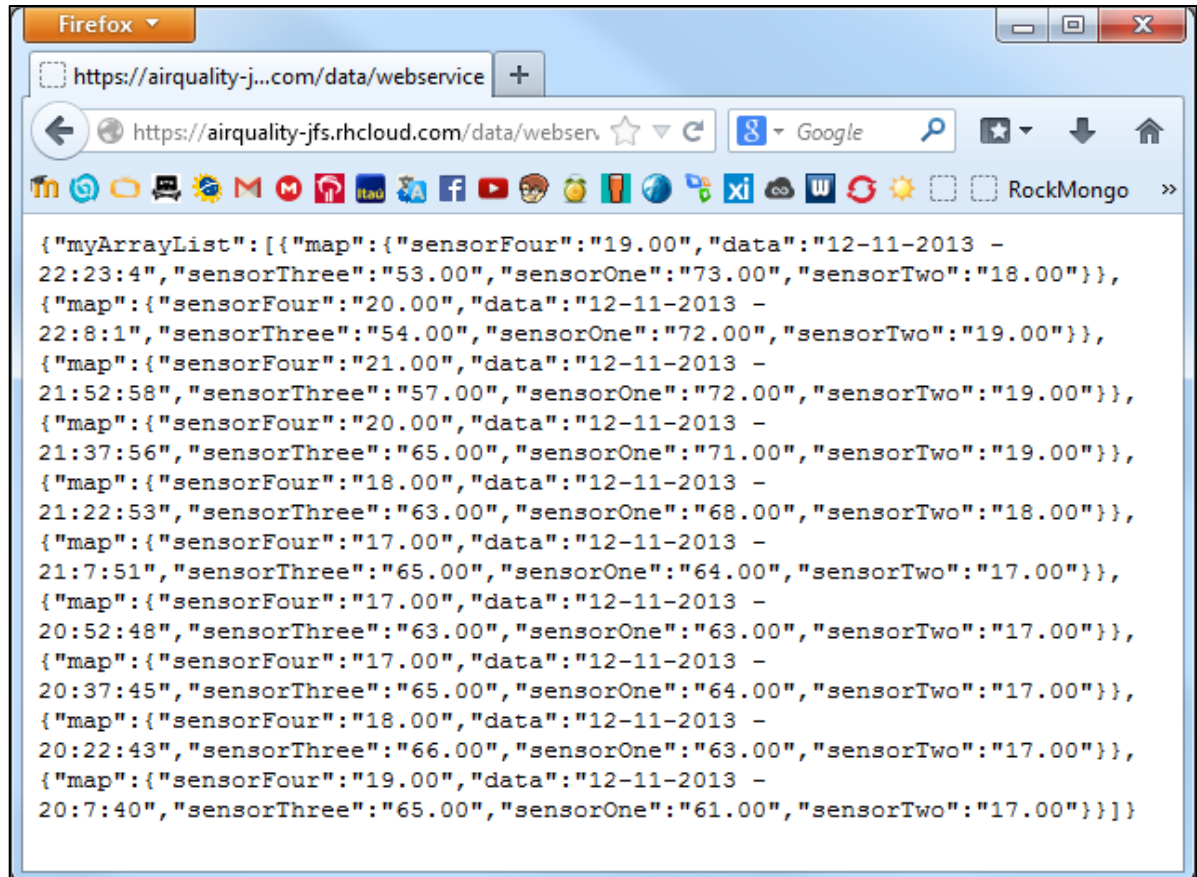 Firefox
https://airquality-j...com/data/webservice
https://airquality-jfs.rhcloud.com/data/webserv
8 Google
Itaú xi W RockMongo »
{"myArrayList":[{"map":{"sensorFour":"19.00","data":"12-11-2013 -
22:23:4","sensorThree":"53.00","sensorOne":"73.00","sensorTwo":"18.00"}},
{"map":{"sensorFour":"20.00","data":"12-11-2013 -
22:8:1","sensorThree":"54.00","sensorOne":"72.00","sensorTwo":"19.00"}},
{"map":{"sensorFour":"21.00","data":"12-11-2013 -
21:52:58","sensorThree":"57.00","sensorOne":"72.00","sensorTwo":"19.00"}},
{"map":{"sensorFour":"20.00","data":"12-11-2013 -
21:37:56","sensorThree":"65.00","sensorOne":"71.00","sensorTwo":"19.00"}},
{"map":{"sensorFour":"18.00","data":"12-11-2013 -
21:22:53","sensorThree":"63.00","sensorOne":"68.00","sensorTwo":"18.00"}},
{"map":{"sensorFour":"17.00","data":"12-11-2013 -
21:7:51","sensorThree":"65.00","sensorOne":"64.00","sensorTwo":"17.00"}},
{"map":{"sensorFour":"17.00","data":"12-11-2013 -
20:52:48","sensorThree":"63.00","sensorOne":"63.00","sensorTwo":"17.00"}},
{"map":{"sensorFour":"17.00","data":"12-11-2013 -
20:37:45","sensorThree":"65.00","sensorOne":"64.00","sensorTwo":"17.00"}},
{"map":{"sensorFour":"18.00","data":"12-11-2013 -
20:22:43","sensorThree":"66.00","sensorOne":"63.00","sensorTwo":"17.00"}},
{"map":{"sensorFour":"19.00","data":"12-11-2013 -
20:7:40","sensorThree":"65.00","sensorOne":"61.00","sensorTwo":"17.00"}}]}